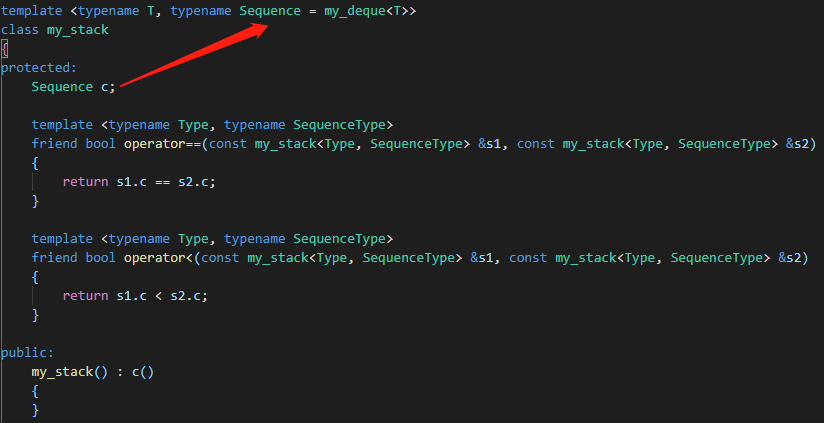 template <typename T, typename Sequence = my_deque<T>>
class my_stack
{
protected:
    Sequence c;
    template <typename Type, typename SequenceType>
    friend bool operator==(const my_stack<Type, SequenceType> &s1, const my_stack<Type, SequenceType> &s2)
    {
        return s1.c == s2.c;
    }
    template <typename Type, typename SequenceType>
    friend bool operator<(const my_stack<Type, SequenceType> &s1, const my_stack<Type, SequenceType> &s2)
    {
        return s1.c < s2.c;
    }
public:
    my_stack() : c()
    {
    }